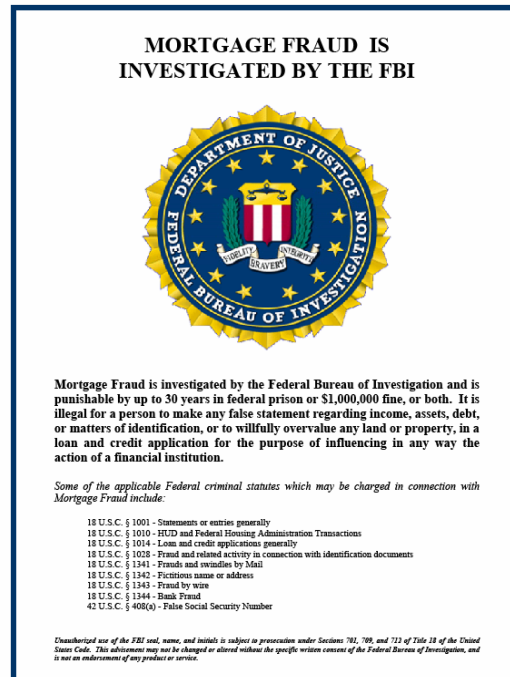 MORTGAGE FRAUD IS
INVESTIGATED BY THE FBI
DEPARTMENT OF JUSTICE
FIDELITY
BRAVERY
INTEGRITY
FEDERAL BUREAU OF INVESTIGATION
Mortgage Fraud is investigated by the Federal Bureau of Investigation and is
punishable by up to 30 years in federal prison or $1,000,000 fine, or both. It is
illegal for a person to make any false statement regarding income, assets, debt,
or matters of identification, or to willfully overvalue any land or property, in a
loan and credit application for the purpose of influencing in any way the
action of a financial institution.
Some of the applicable Federal criminal statutes which may be charged in connection with
Mortgage Fraud include:
18 U.S.C. § 1001 - Statements or entries generally
18 U.S.C. § 1010 - HUD and Federal Housing Administration Transactions
18 U.S.C. § 1014 - Loan and credit applications generally
18 U.S.C. § 1028 - Fraud and related activity in connection with identification documents
18 U.S.C. § 1341 - Frauds and swindles by Mail
18 U.S.C. § 1342 - Fictitious name or address
18 U.S.C. § 1343 - Fraud by wire
18 U.S.C. § 1344 - Bank Fraud
42 U.S.C. § 408(a) - False Social Security Number
Unauthorized use of the FBI seal, name, and initials is subject to prosecution under Sections 701, 709, and 712 of Title 18 of the United
States Code. This advisement may not be changed or altered without the specific written consent of the Federal Bureau of Investigation, and
is not an endorsement of any product or service.